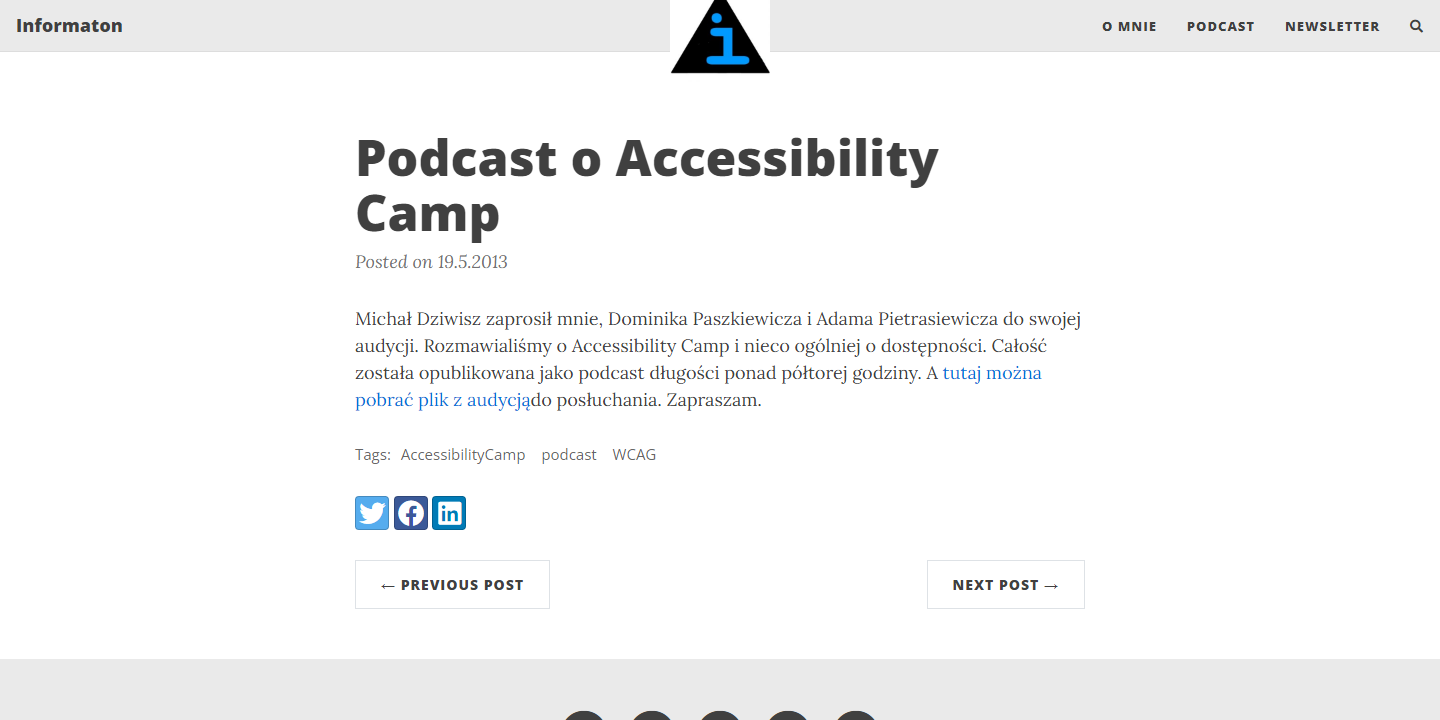 Informaton
i
O MNIE
PODCAST
NEWSLETTER
Podcast o Accessibility
Camp
Posted on 19.5.2013
Michał Dziwisz zaprosił mnie, Dominika Paszkiewicza i Adama Pietrasiewicza do swojej
audycji. Rozmawialiśmy o Accessibility Camp i nieco ogólniej o dostępności. Całość
została opublikowana jako podcast długości ponad półtorej godziny. A tutaj można
pobrać plik z audycjądo posłuchania. Zapraszam.
Tags: AccessibilityCamp podcast WCAG
in
← PREVIOUS POST
NEXT POST →